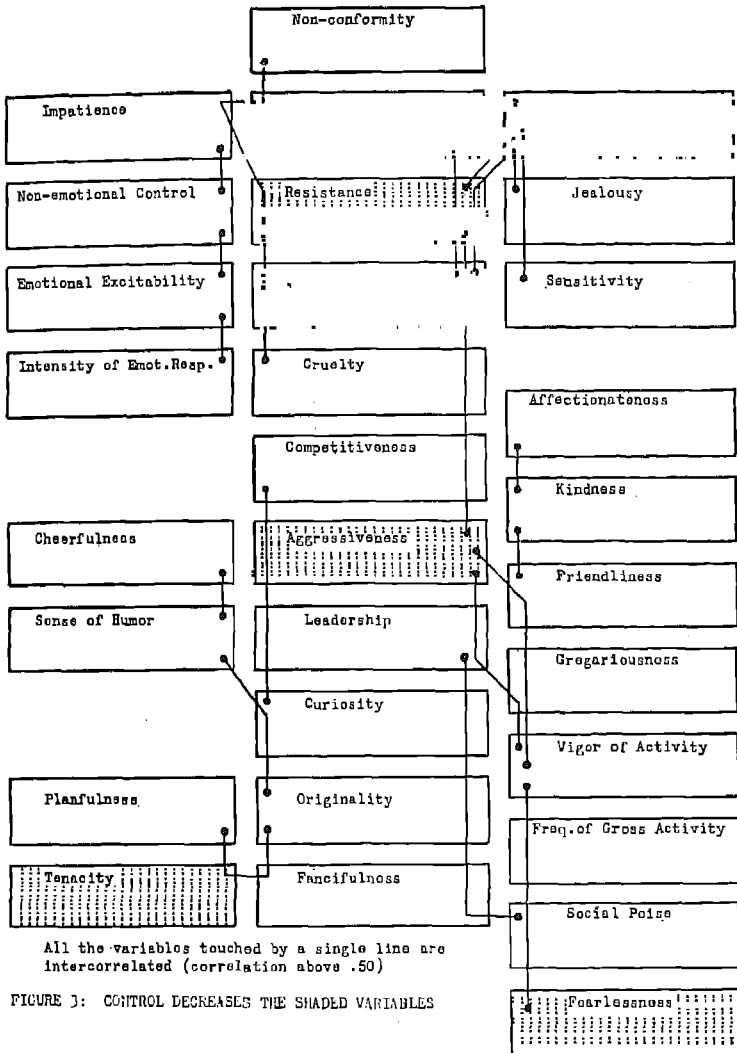 Non-conformity
Impatience
Non-emotional Control
Resistance
Jealousy
Emotional Excitability
Sensitivity
Intensity of Emot.Resp.
Cruelty
Affectionateness
Competitiveness
Kindness
Cheerfulness
Aggressiveness
Friendliness
Sense of Humor
Leadership
Gregariousness
Curiosity
Vigor of Activity
Planfulness
Originality
Freq.of Gross Activity
Tenacity
Fancifulness
Social Poise
All the variables touched by a single line are
intercorrelated (correlation above .50)
FIGURE 3: CONTROL DECREASES THE SHADED VARIABLES
Fearlessness